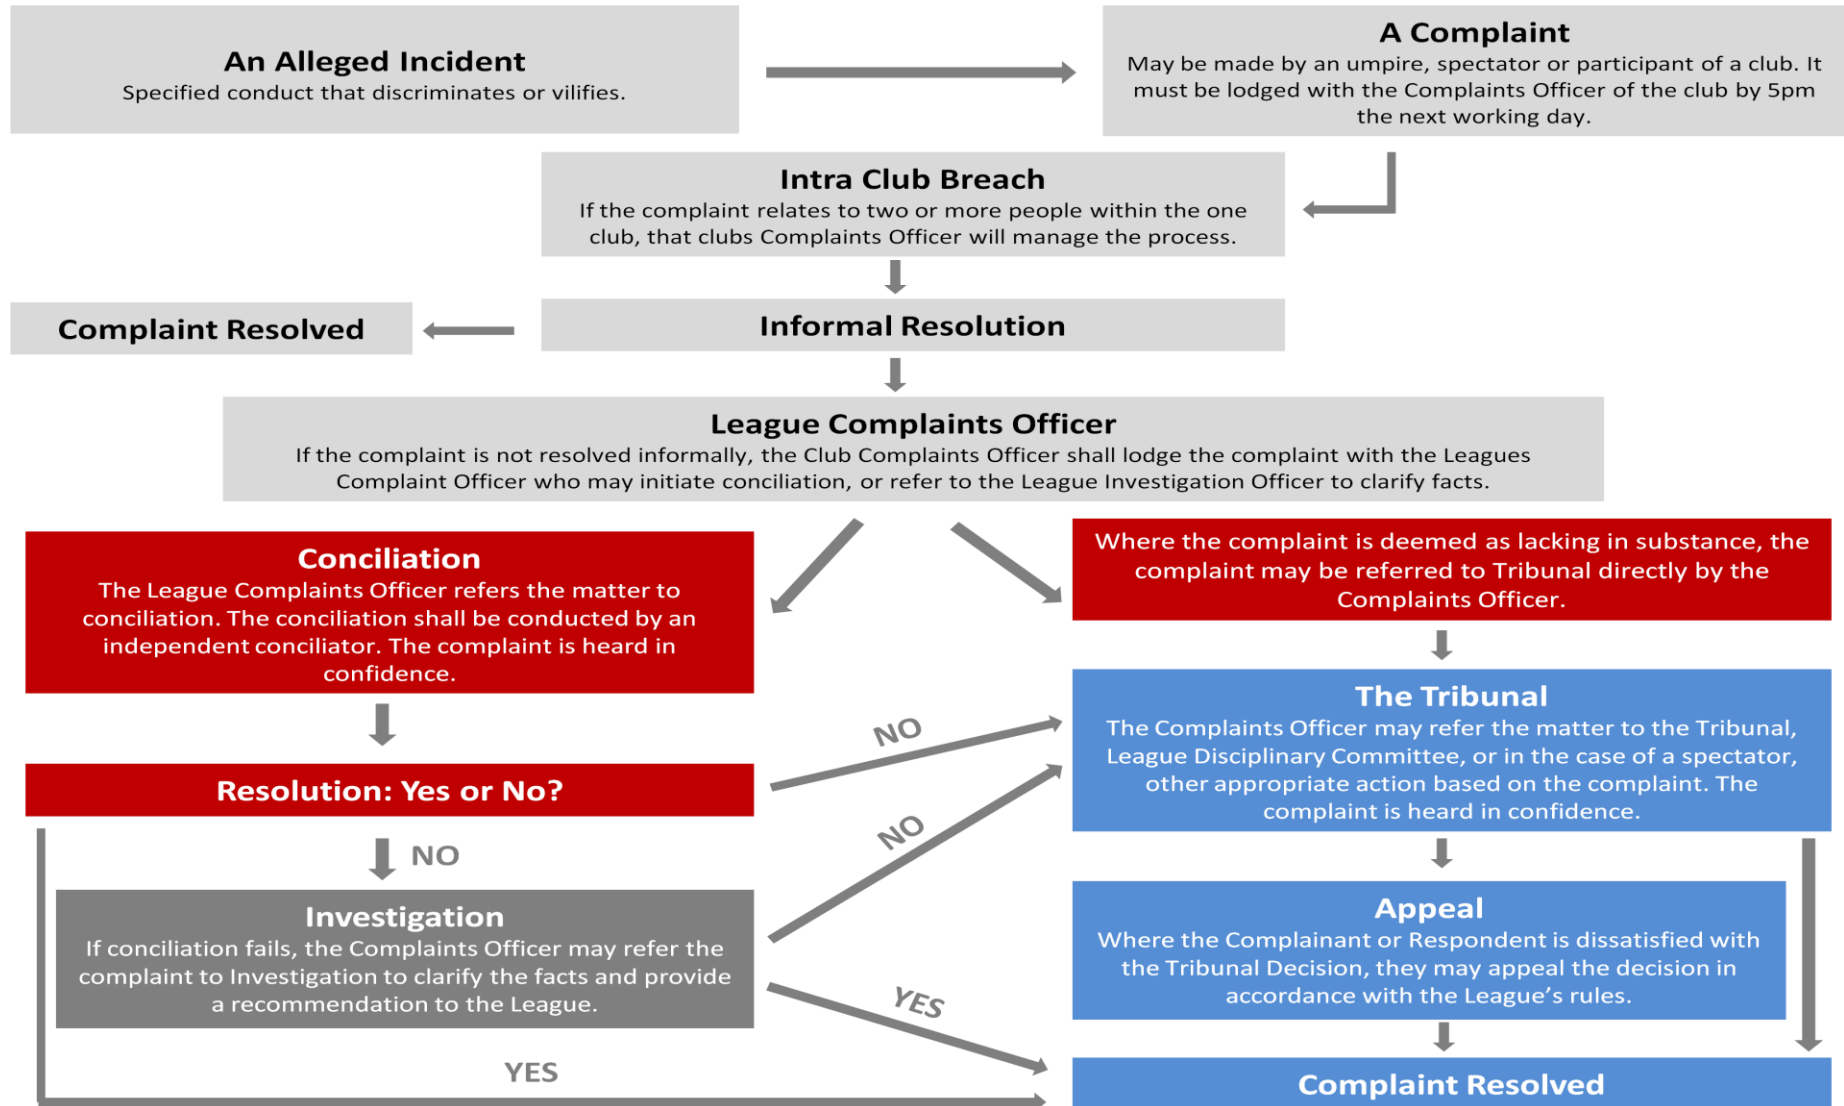 An Alleged Incident
Specified conduct that discriminates or vilifies.
A Complaint
May be made by an umpire, spectator or participant of a club. It
must be lodged with the Complaints Officer of the club by 5pm
the next working day.
Intra Club Breach
If the complaint relates to two or more people within the one
club, that clubs Complaints Officer will manage the process.
Complaint Resolved
Informal Resolution
League Complaints Officer
If the complaint is not resolved informally, the Club Complaints Officer shall lodge the complaint with the Leagues
Complaint Officer who may initiate conciliation, or refer to the League Investigation Officer to clarify facts.
Conciliation
The League Complaints Officer refers the matter to
conciliation. The conciliation shall be conducted by an
independent conciliator. The complaint is heard in
confidence.
Where the complaint is deemed as lacking in substance, the
complaint may be referred to Tribunal directly by the
Complaints Officer.
Resolution: Yes or No?
NO
The Tribunal
The Complaints Officer may refer the matter to the Tribunal,
League Disciplinary Committee, or in the case of a spectator,
other appropriate action based on the complaint. The
complaint is heard in confidence.
NO
NO
Investigation
If conciliation fails, the Complaints Officer may refer the
complaint to Investigation to clarify the facts and provide
a recommendation to the League.
Appeal
Where the Complainant or Respondent is dissatisfied with
the Tribunal Decision, they may appeal the decision in
accordance with the League’s rules.
YES
YES
Complaint Resolved